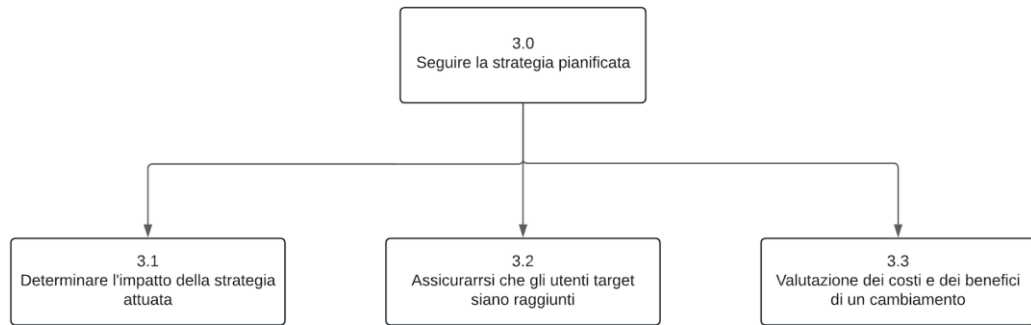 3.0
Seguire la strategia pianificata
3.1
Determinare l'impatto della strategia
attuata
3.2
Assicurarrsi che gli utenti target
siano raggiunti
3.3
Valutazione dei costi e dei benefici
di un cambiamento